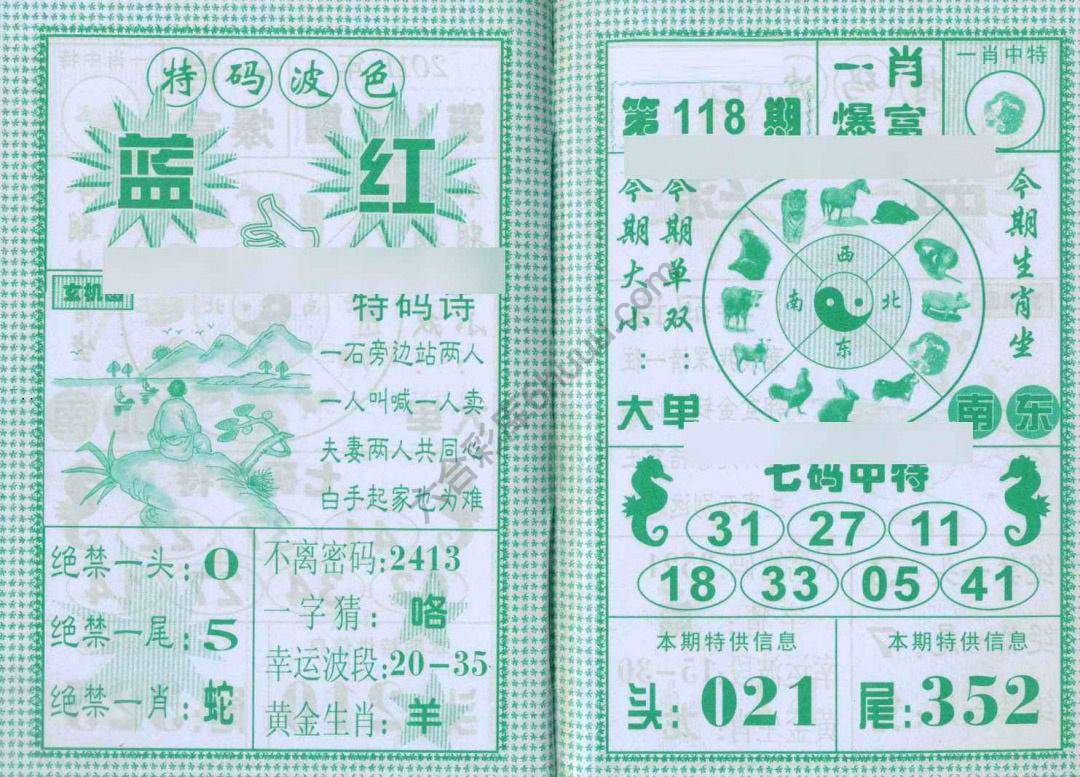 特码波色
蓝 红
特码诗
一石旁边站两人
一人叫喊一人卖
夫妻两人共同心
白手起家也为难
绝禁一头:0
绝禁一尾:5
绝禁一肖:蛇
不离密码:2413
一字猜:咯
幸运波段:20-35
黄金生肖:羊
第118期
一肖
爆富
一肖中特
今期大小:大
今期单双:单
西
南 北
东
今期生肖坐
南东
七码中特
31 27 11
18 33 05 41
本期特供信息
头:021
本期特供信息
尾:352